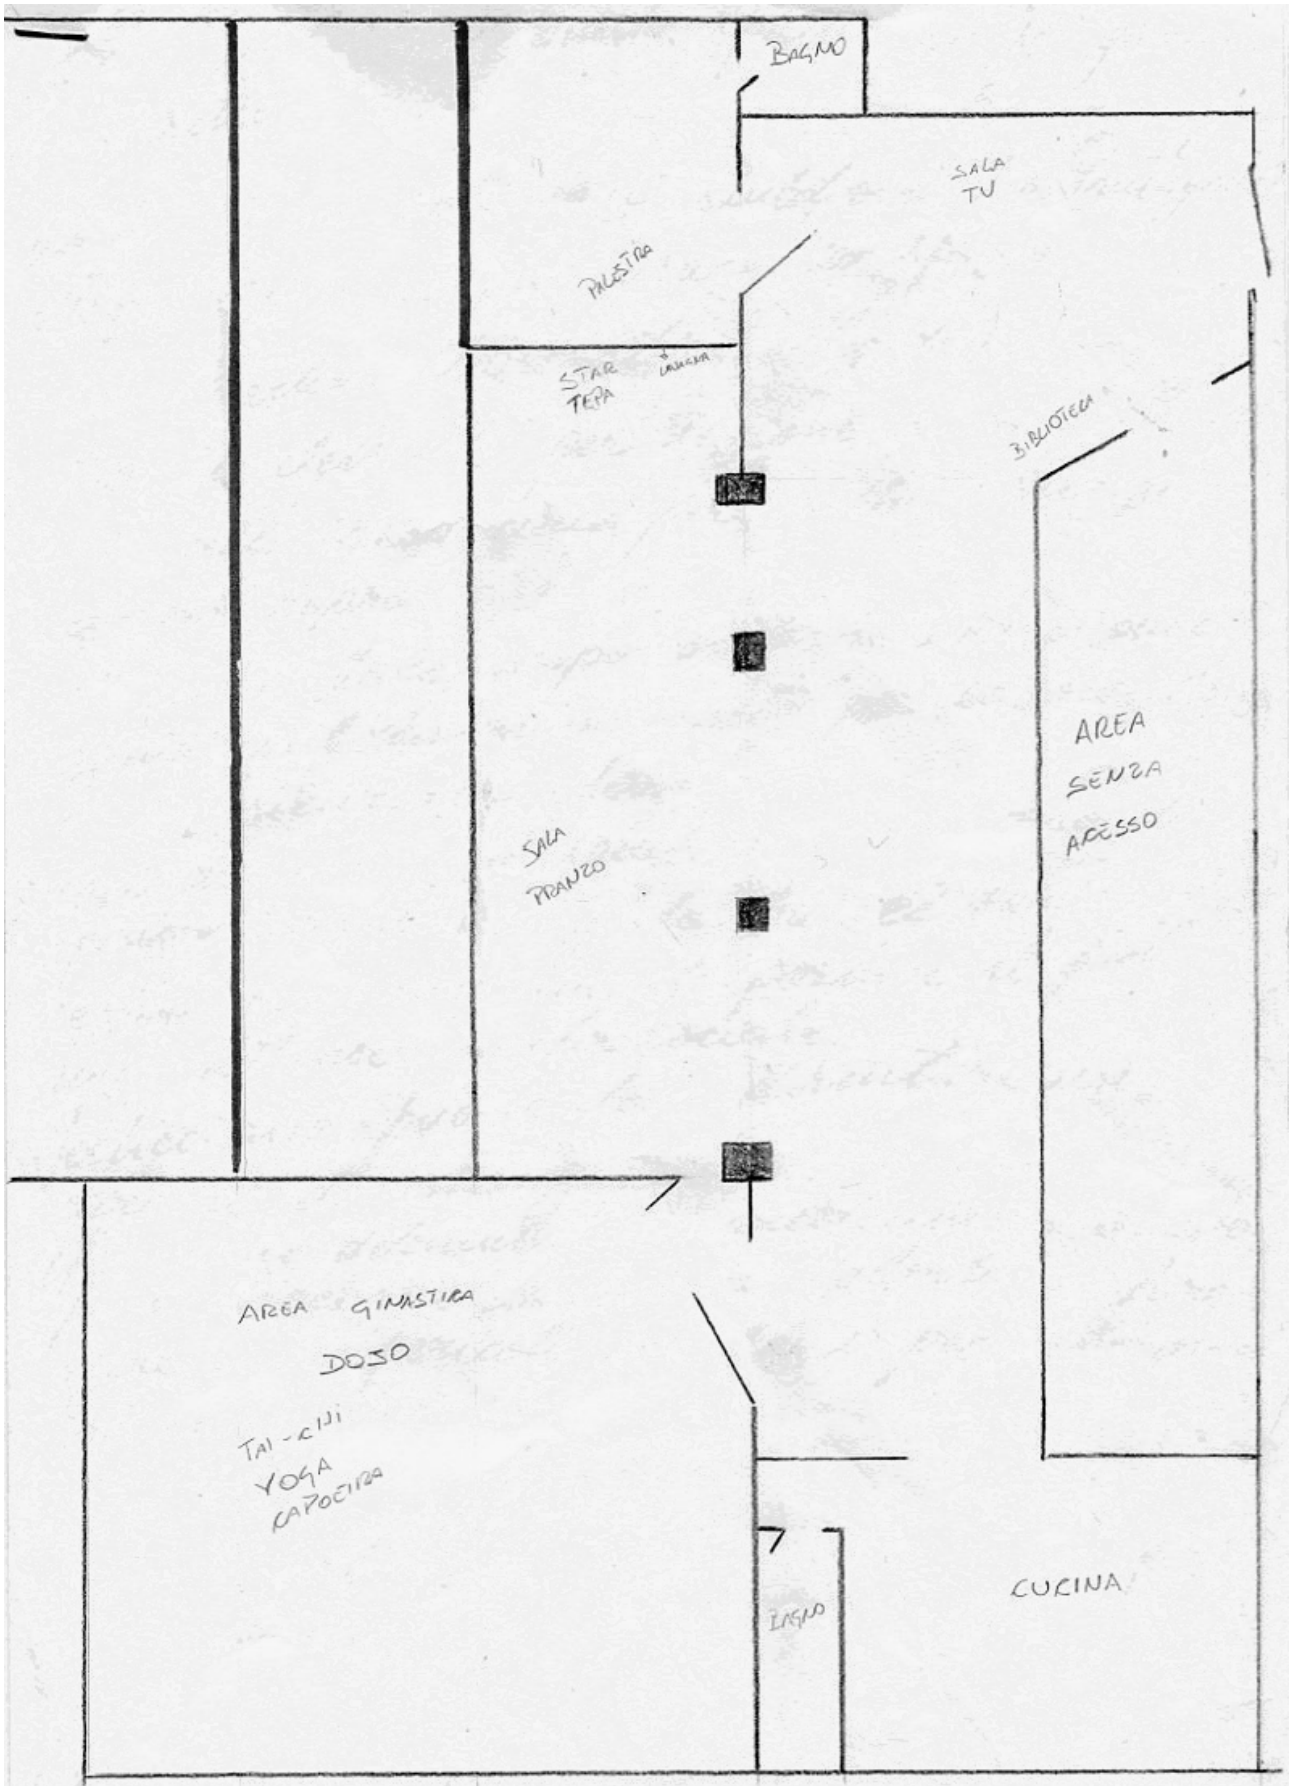 BAGNO
SALA
TV
PALESTRA
STAR
TEPA
BIBLIOTECA
AREA
SENZA
ACESSO
SALA
PRANZO
AREA GINASTICA
DOJO
TAI-CHI
YOGA
CAPOEIRA
BAGNO
CUCINA